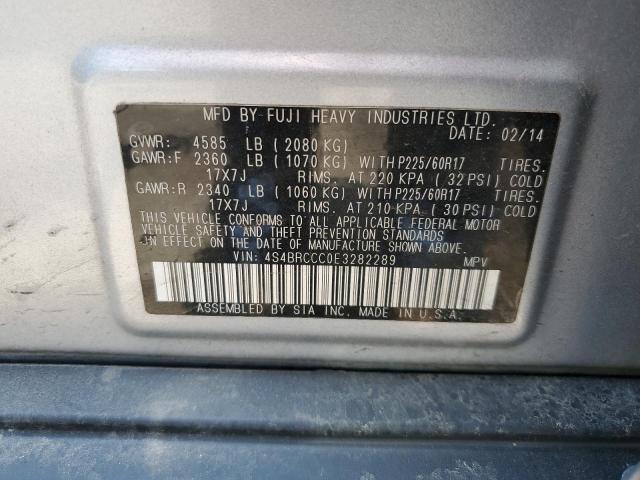 MFD BY FUJI HEAVY INDUSTRIES LTD.
DATE: 02/14
GVWR: 4585 LB ( 2080 KG)
GAWR:F 2360 LB ( 1070 KG) WITH P225/60R17 TIRES.
17X7J RIMS. AT 220 KPA ( 32 PSI) COLD
GAWR:R 2340 LB ( 1060 KG) WITH P225/60R17 TIRES.
17X7J RIMS. AT 210 KPA ( 30 PSI) COLD
THIS VEHICLE CONFORMS TO ALL APPLICABLE FEDERAL MOTOR
VEHICLE SAFETY AND THEFT PREVENTION STANDARDS IN
EFFECT ON THE DATE OF MANUFACTURE SHOWN ABOVE.
VIN: 4S4BRCCC0E3282289 MPV
ASSEMBLED BY SIA INC. MADE IN U.S.A.